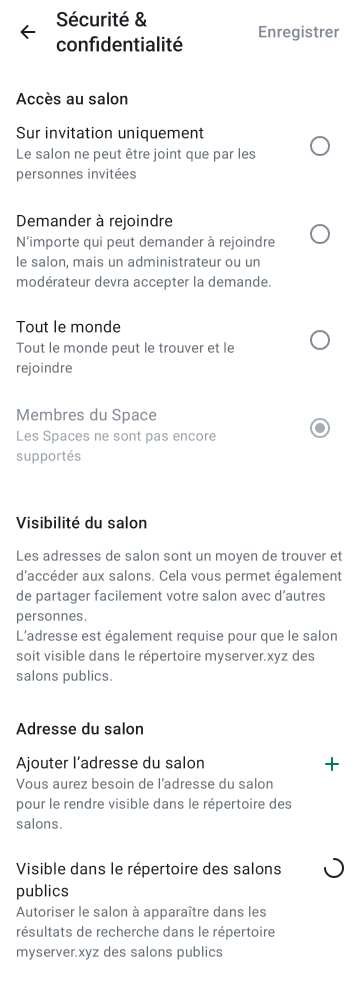 Sécurité &
confidentialité
Enregistrer
Accès au salon
Sur invitation uniquement
Le salon ne peut être joint que par les
personnes invitées
Demander à rejoindre
N’importe qui peut demander à rejoindre
le salon, mais un administrateur ou un
modérateur devra accepter la demande.
Tout le monde
Tout le monde peut le trouver et le
rejoindre
Membres du Space
Les Spaces ne sont pas encore
supportés
Visibilité du salon
Les adresses de salon sont un moyen de trouver et
d’accéder aux salons. Cela vous permet également
de partager facilement votre salon avec d’autres
personnes.
L’adresse est également requise pour que le salon
soit visible dans le répertoire myserver.xyz des
salons publics.
Adresse du salon
Ajouter l’adresse du salon
Vous aurez besoin de l’adresse du salon
pour le rendre visible dans le répertoire des
salons.
Visible dans le répertoire des salons
publics
Autoriser le salon à apparaître dans les
résultats de recherche dans le répertoire
myserver.xyz des salons publics